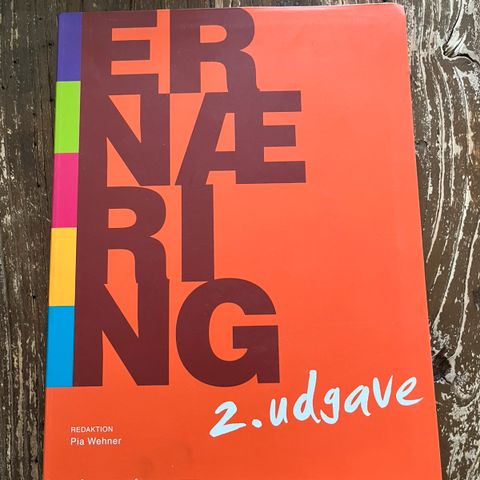 ER
NÆ
RI
NG
2. udgave
REDAKTION
Pia Wehner